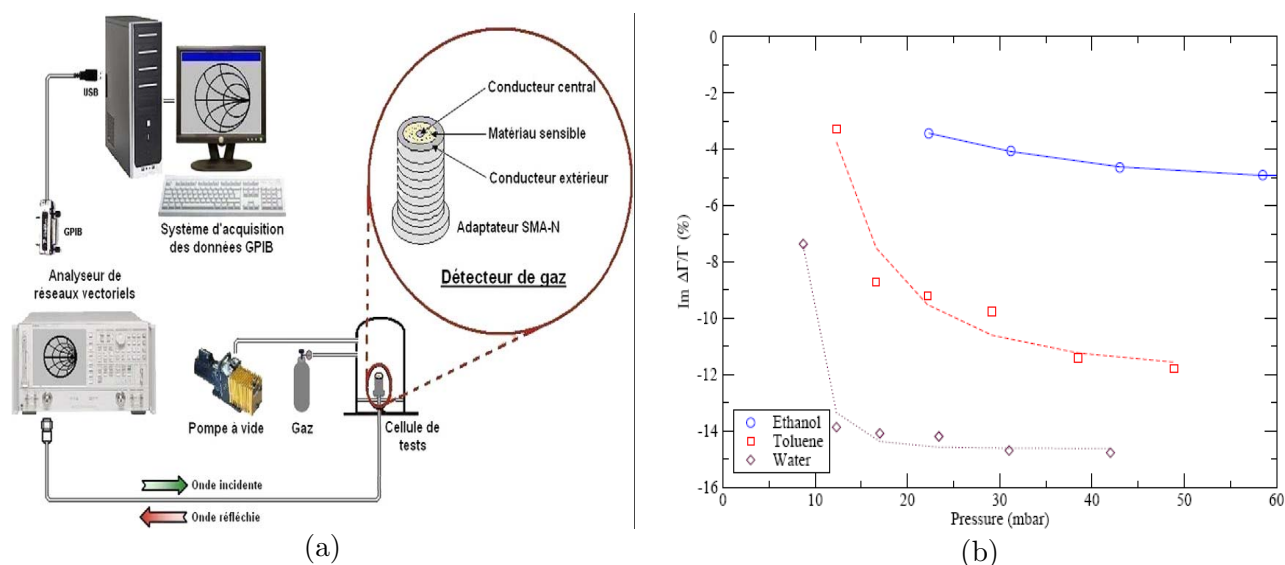 USB
GPIB
Système d'acquisition
des données GPIB
Analyseur de
réseaux vectoriels
Pompe à vide
Gaz
Cellule de
tests
Onde incidente
Onde réfléchie
Conducteur central
Matériau sensible
Conducteur extérieur
Adaptateur SMA-N
Détecteur de gaz
(a)
0
-2
-4
-6
-8
-10
-12
-14
-16
Im ΔΓ/Γ (%)
Ethanol
Toluene
Water
0
10
20
30
40
50
60
Pressure (mbar)
(b)